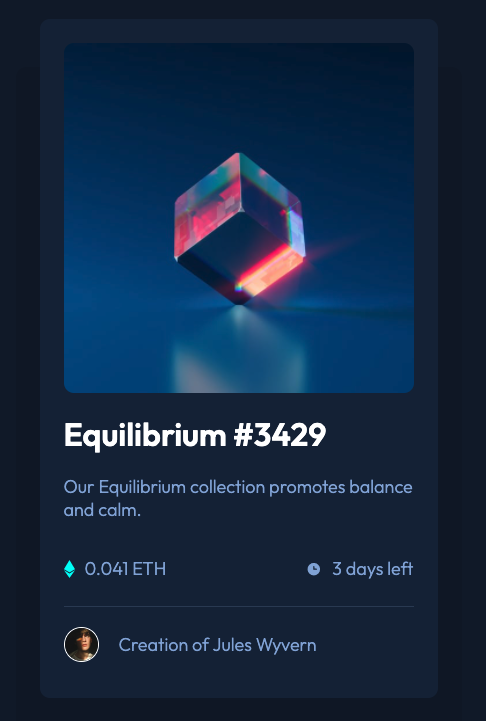 Equilibrium #3429
Our Equilibrium collection promotes balance
and calm.
0.041 ETH
3 days left
Creation of Jules Wyvern